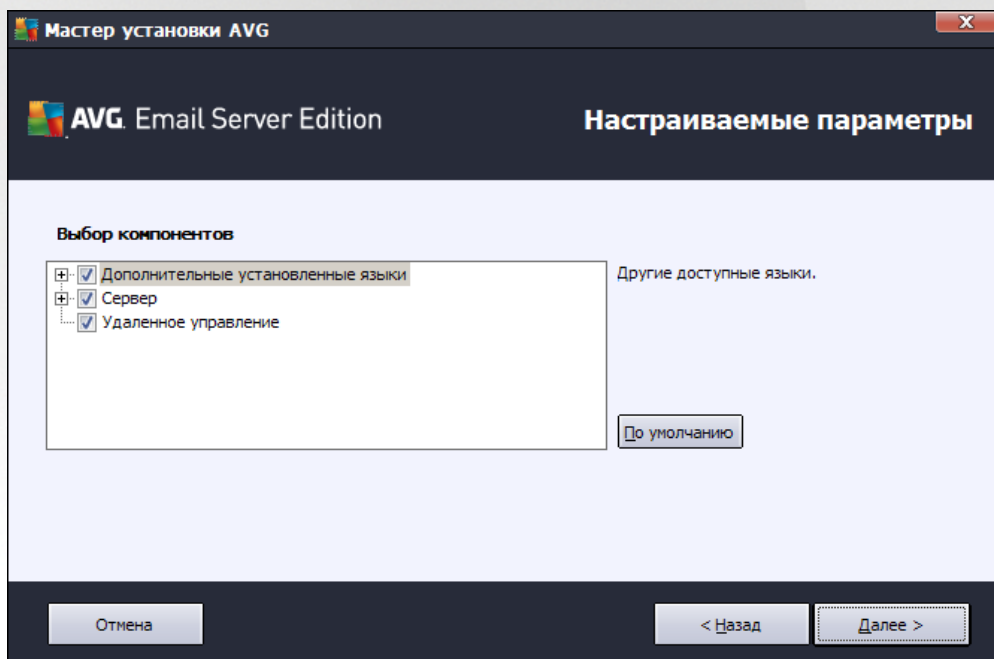 Мастер установки AVG
AVG. Email Server Edition
Настраиваемые параметры
Выбор компонентов
Дополнительные установленные языки
Сервер
Удаленное управление
Другие доступные языки.
По умолчанию
Отмена
< Назад
Далее >